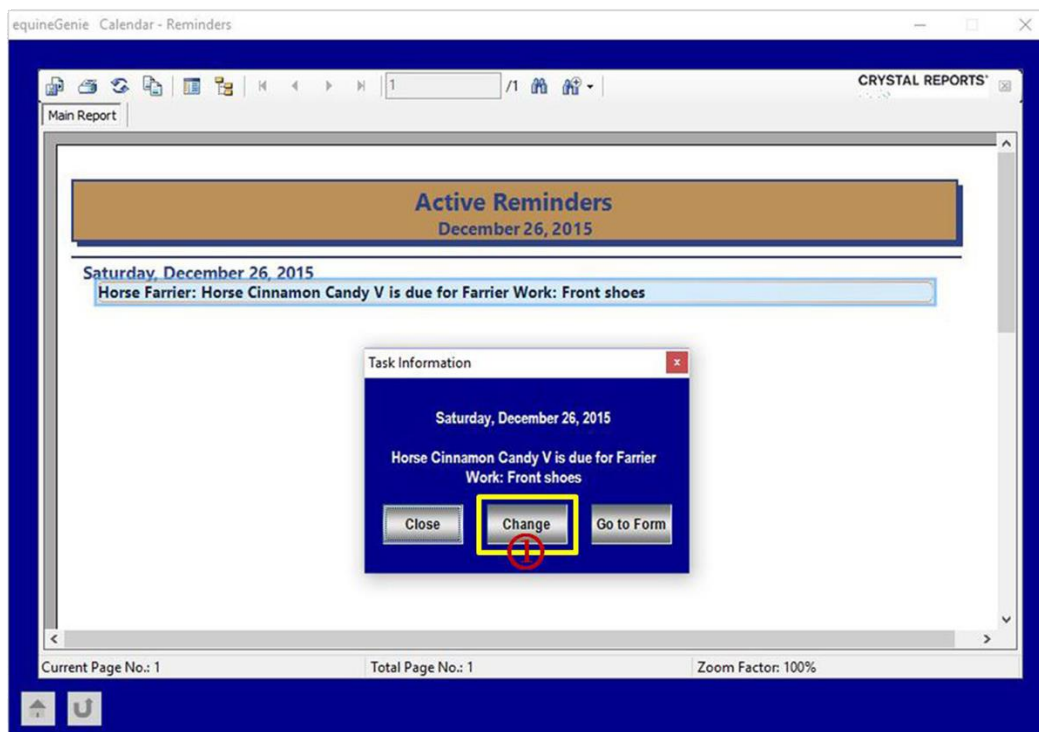 equineGenie Calendar - Reminders
1 /1
CRYSTAL REPORTS
Main Report
Active Reminders
December 26, 2015
Saturday, December 26, 2015
Horse Farrier: Horse Cinnamon Candy V is due for Farrier Work: Front shoes
Task Information
x
Saturday, December 26, 2015
Horse Cinnamon Candy V is due for Farrier
Work: Front shoes
Close Change Go to Form
①
Current Page No.: 1 Total Page No.: 1 Zoom Factor: 100%